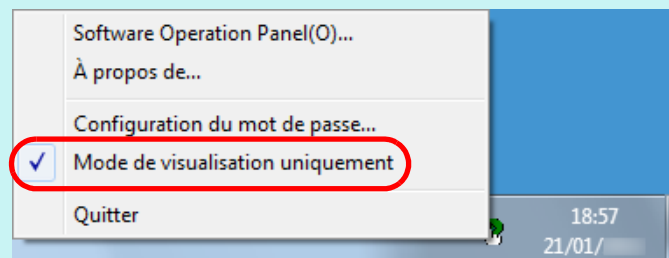 Software Operation Panel(O)...
À propos de...
Configuration du mot de passe...
Mode de visualisation uniquement
Quitter
18:57
21/01/